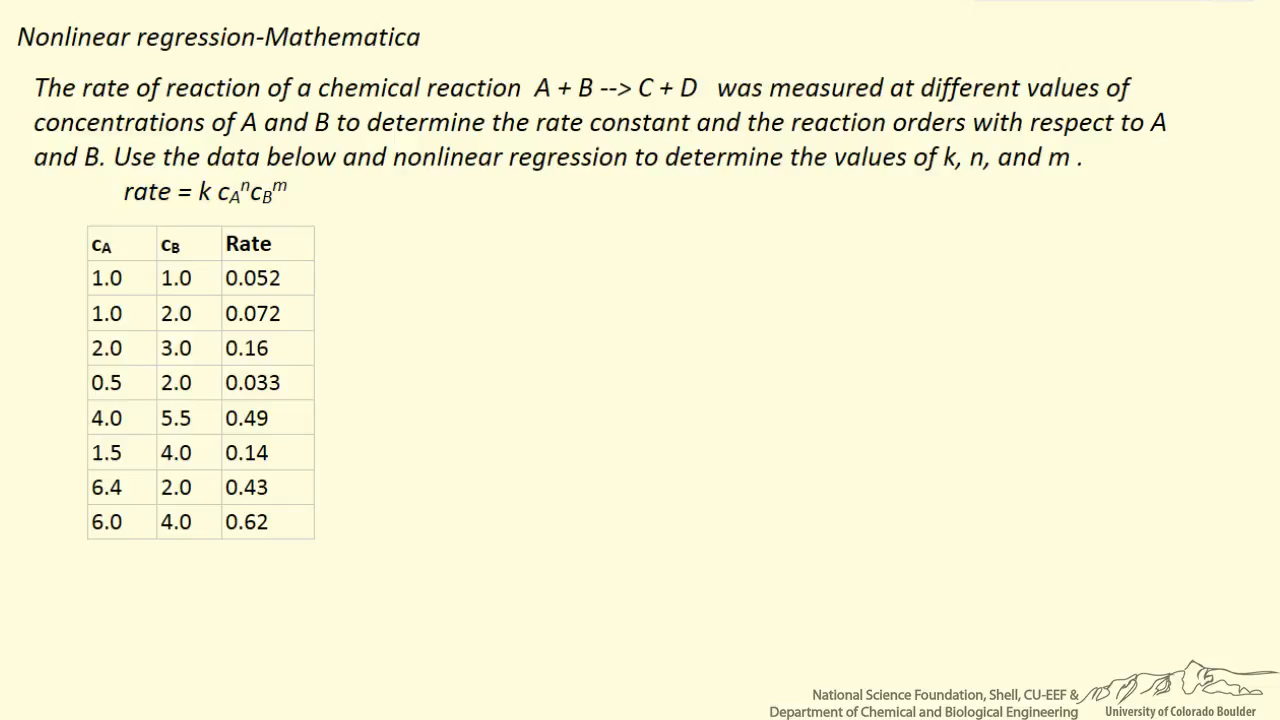 Nonlinear regression-Mathematica
The rate of reaction of a chemical reaction A + B --> C + D was measured at different values of
concentrations of A and B to determine the rate constant and the reaction orders with respect to A
and B. Use the data below and nonlinear regression to determine the values of k, n, and m .
rate = k cAⁿcBᵐ
cA cB Rate
1.0 1.0 0.052
1.0 2.0 0.072
2.0 3.0 0.16
0.5 2.0 0.033
4.0 5.5 0.49
1.5 4.0 0.14
6.4 2.0 0.43
6.0 4.0 0.62
National Science Foundation, Shell, CU-EEF &
Department of Chemical and Biological Engineering
University of Colorado Boulder